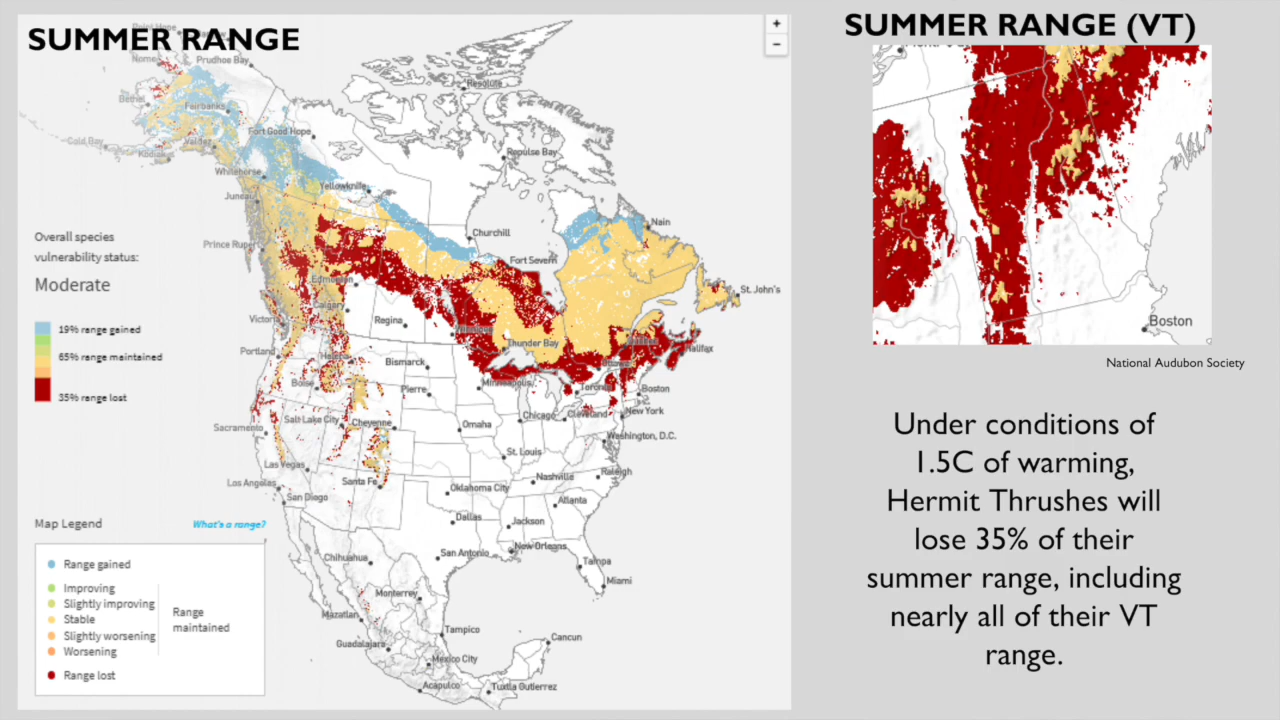 SUMMER RANGE
SUMMER RANGE (VT)
+
−
Point Hope
Nome
Prudhoe Bay
Resolute
Bethel
Fairbanks
Fort Good Hope
Cold Bay
Valdez
Kodiak
Repulse Bay
Whitehorse
Yellowknife
Juneau
Nain
Churchill
Overall species
vulnerability status:
Moderate
Prince Rupert
Fort Severn
Edmonton
St. John's
Calgary
19% range gained
Victoria
Regina
Winnipeg
65% range maintained
Portland
Helena
Thunder Bay
Halifax
Bismarck
Ottawa
35% range lost
Boise
Pierre
Minneapolis
Toronto
Boston
Salt Lake City
Cheyenne
Chicago
Cleveland
New York
Sacramento
Omaha
Washington, D.C.
St. Louis
Las Vegas
Raleigh
Los Angeles
Santa Fe
Oklahoma City
Nashville
San Diego
Atlanta
Dallas
Jackson
Map Legend
What's a range?
San Antonio
New Orleans
Chihuahua
Tampa
Miami
Monterrey
Mazatlan
Tampico
Cancun
Guadalajara
Mexico City
Acapulco
Tuxtla Gutierrez
Range gained
Improving
Slightly improving
Stable
Slightly worsening
Worsening
Range
maintained
Range lost
Boston
National Audubon Society
Under conditions of
1.5C of warming,
Hermit Thrushes will
lose 35% of their
summer range, including
nearly all of their VT
range.